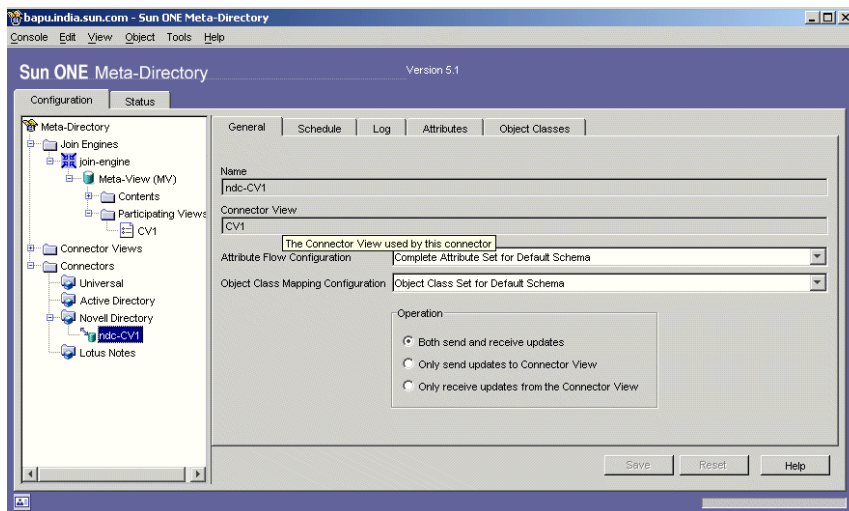 bapu.india.sun.com - Sun ONE Meta-Directory
Console Edit View Object Tools Help
Sun ONE Meta-Directory Version 5.1
Configuration Status
Meta-Directory
Join Engines
join-engine
Meta-View (MV)
Contents
Participating Views
CV1
Connector Views
Connectors
Universal
Active Directory
Novell Directory
ndc-CV1
Lotus Notes
General Schedule Log Attributes Object Classes
Name
ndc-CV1
Connector View
CV1
The Connector View used by this connector
Attribute Flow Configuration Complete Attribute Set for Default Schema
Object Class Mapping Configuration Object Class Set for Default Schema
Operation
Both send and receive updates
Only send updates to Connector View
Only receive updates from the Connector View
Save Reset Help